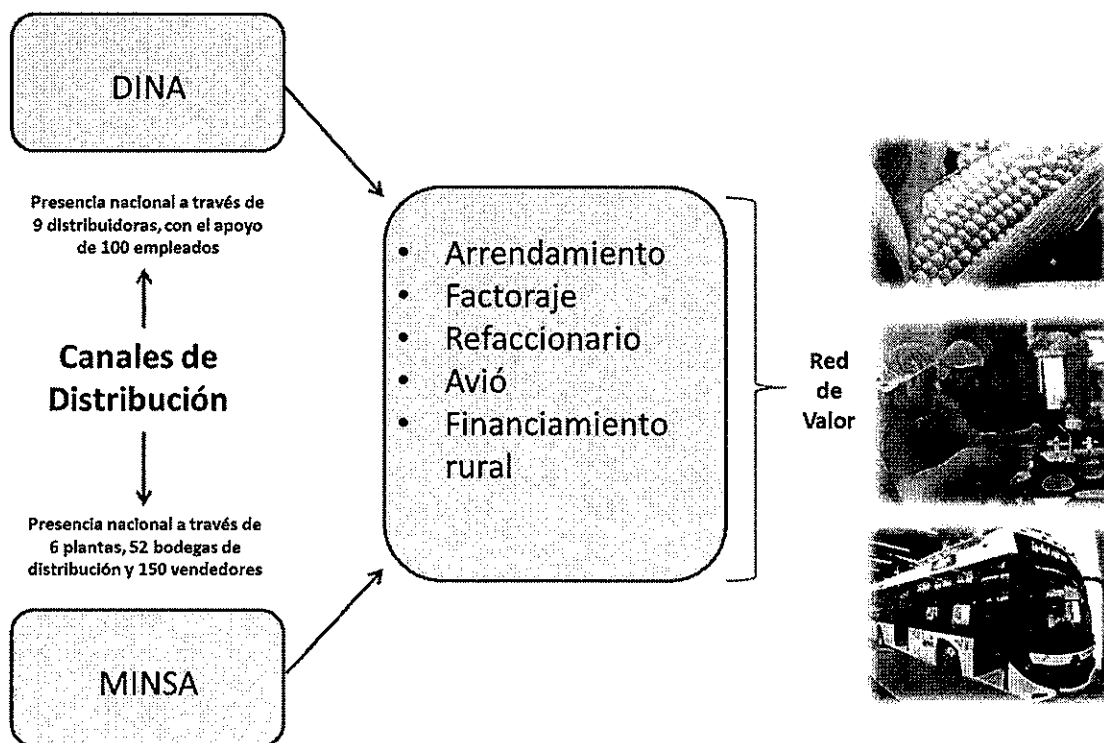 DINA
Presencia nacional a través de
9 distribuidoras, con el apoyo
de 100 empleados
Canales de
Distribución
Presencia nacional a través de
6 plantas, 52 bodegas de
distribución y 150 vendedores
MINSA
• Arrendamiento
• Factoraje
• Refaccionario
• Avió
• Financiamiento
rural
Red
de
Valor